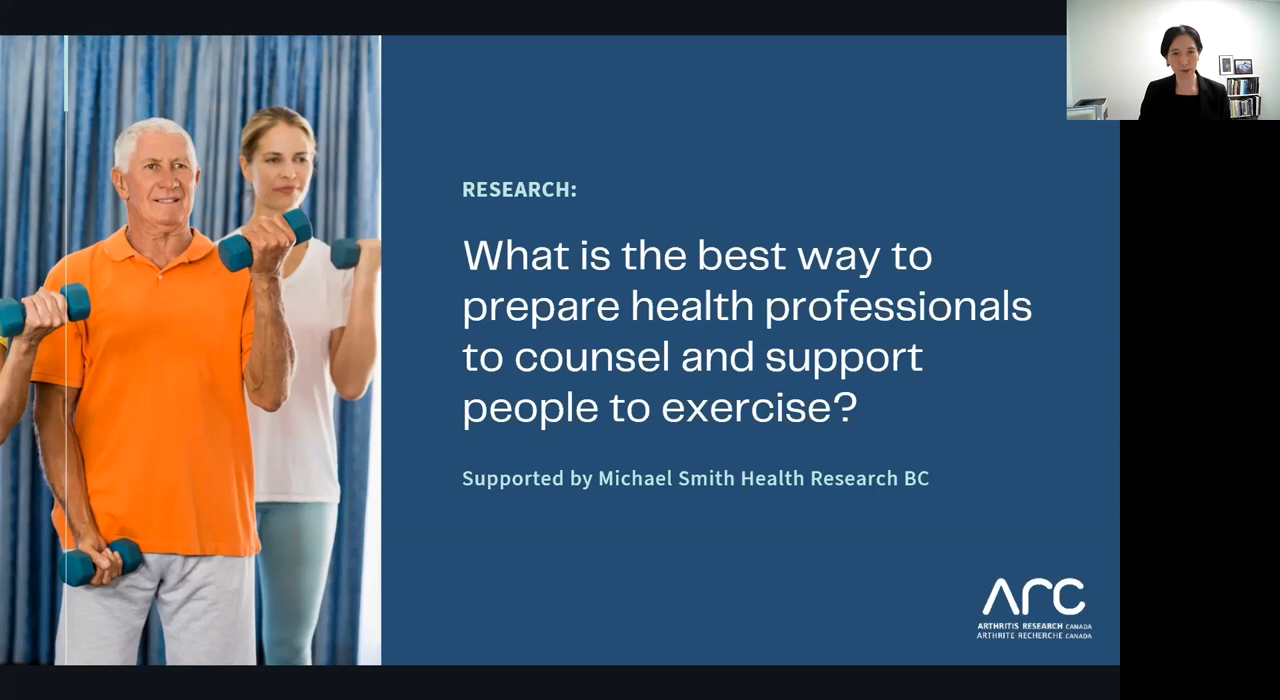 RESEARCH:
What is the best way to
prepare health professionals
to counsel and support
people to exercise?
Supported by Michael Smith Health Research BC
Arc
ARTHRITIS RESEARCH CANADA
ARTHRITE RECHERCHE CANADA